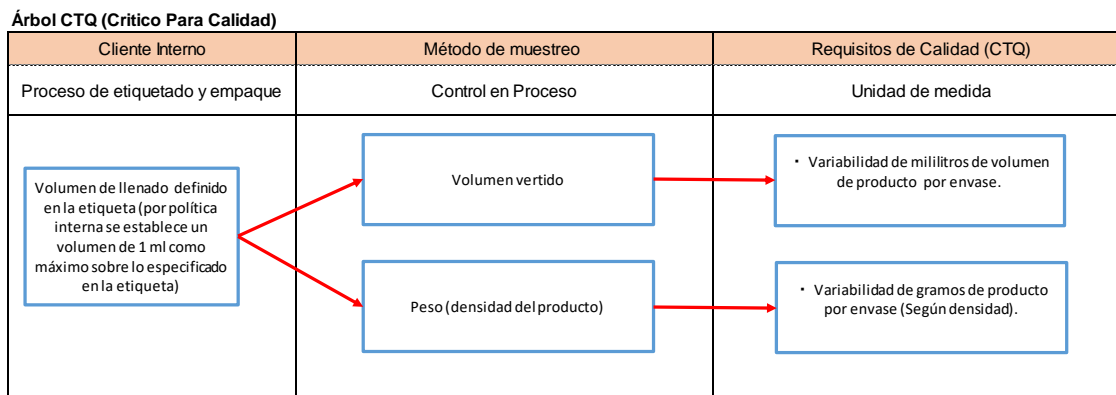 Árbol CTQ (Critico Para Calidad)
Cliente Interno
Método de muestreo
Requisitos de Calidad (CTQ)
Proceso de etiquetado y empaque
Control en Proceso
Unidad de medida
Volumen de llenado definido
en la etiqueta (por política
interna se establece un
volumen de 1 ml como
máximo sobre lo especificado
en la etiqueta)
Volumen vertido
· Variabilidad de mililitros de volumen
de producto por envase.
Peso (densidad del producto)
· Variabilidad de gramos de producto
por envase (Según densidad).